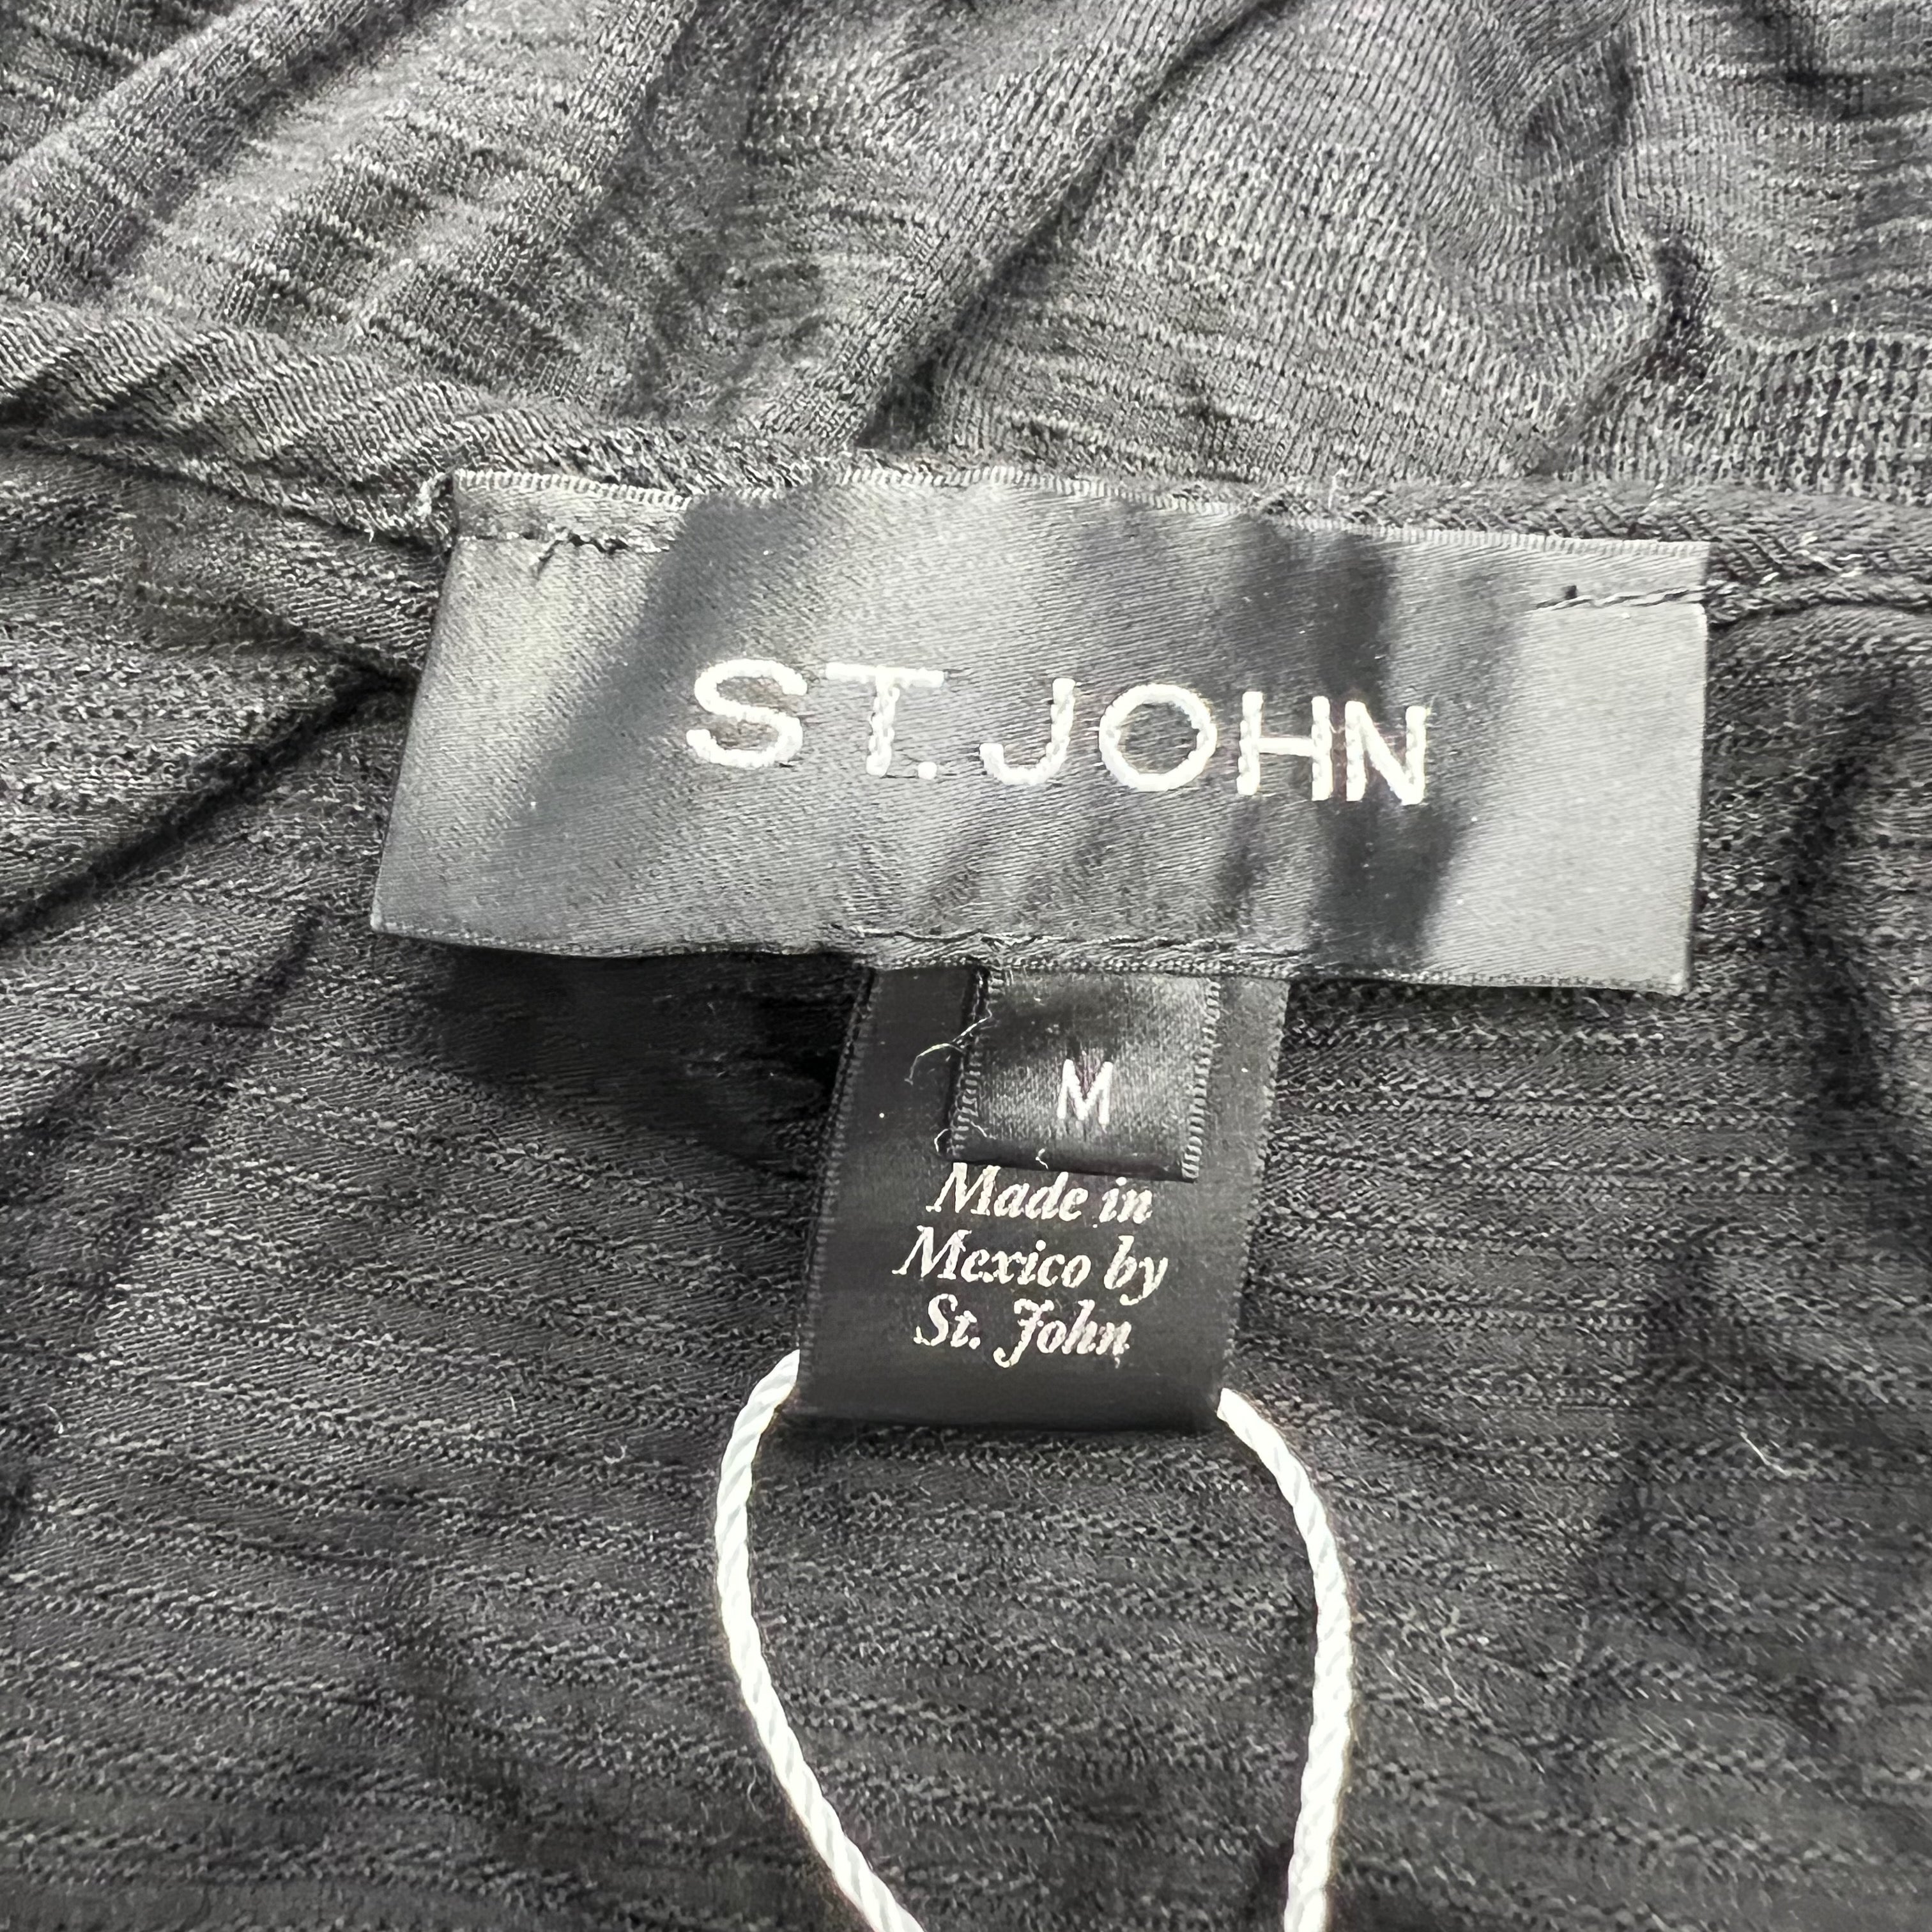 ST. JOHN
M
Made in
Mexico by
St. John